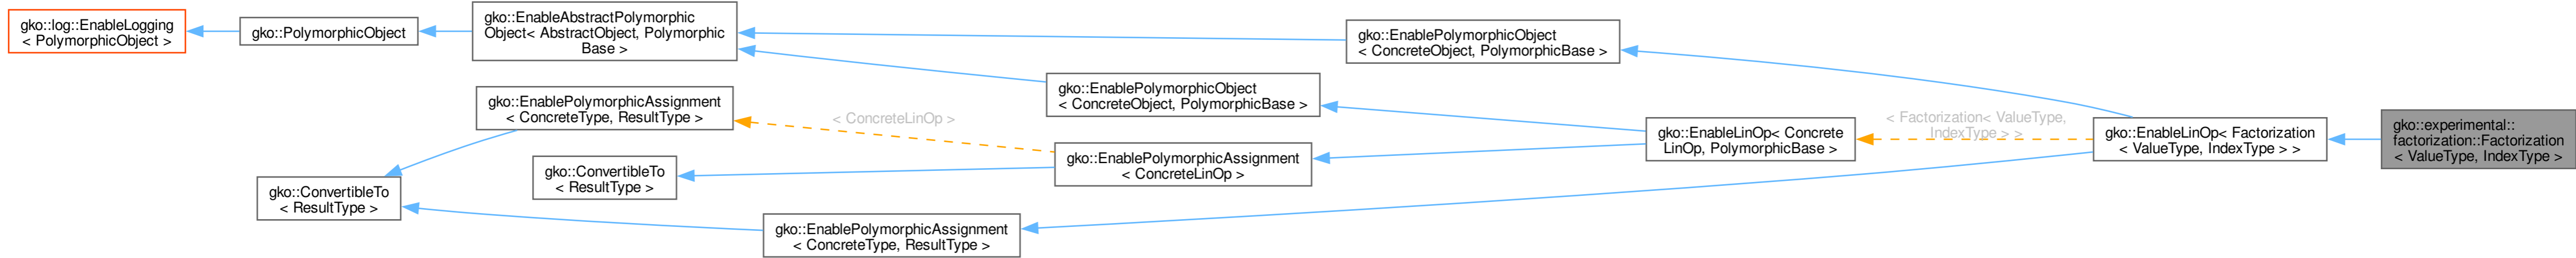 gko::log::EnableLogging
< PolymorphicObject >
gko::PolymorphicObject
gko::EnableAbstractPolymorphic
Object< AbstractObject, Polymorphic
Base >
gko::EnablePolymorphicObject
< ConcreteObject, PolymorphicBase >
gko::EnablePolymorphicObject
< ConcreteObject, PolymorphicBase >
gko::EnablePolymorphicAssignment
< ConcreteType, ResultType >
< ConcreteLinOp >
gko::EnablePolymorphicAssignment
< ConcreteLinOp >
gko::ConvertibleTo
< ResultType >
gko::ConvertibleTo
< ResultType >
gko::EnablePolymorphicAssignment
< ConcreteType, ResultType >
gko::EnableLinOp< Concrete
LinOp, PolymorphicBase >
< Factorization< ValueType,
IndexType > >
gko::EnableLinOp< Factorization
< ValueType, IndexType > >
gko::experimental::
factorization::Factorization
< ValueType, IndexType >